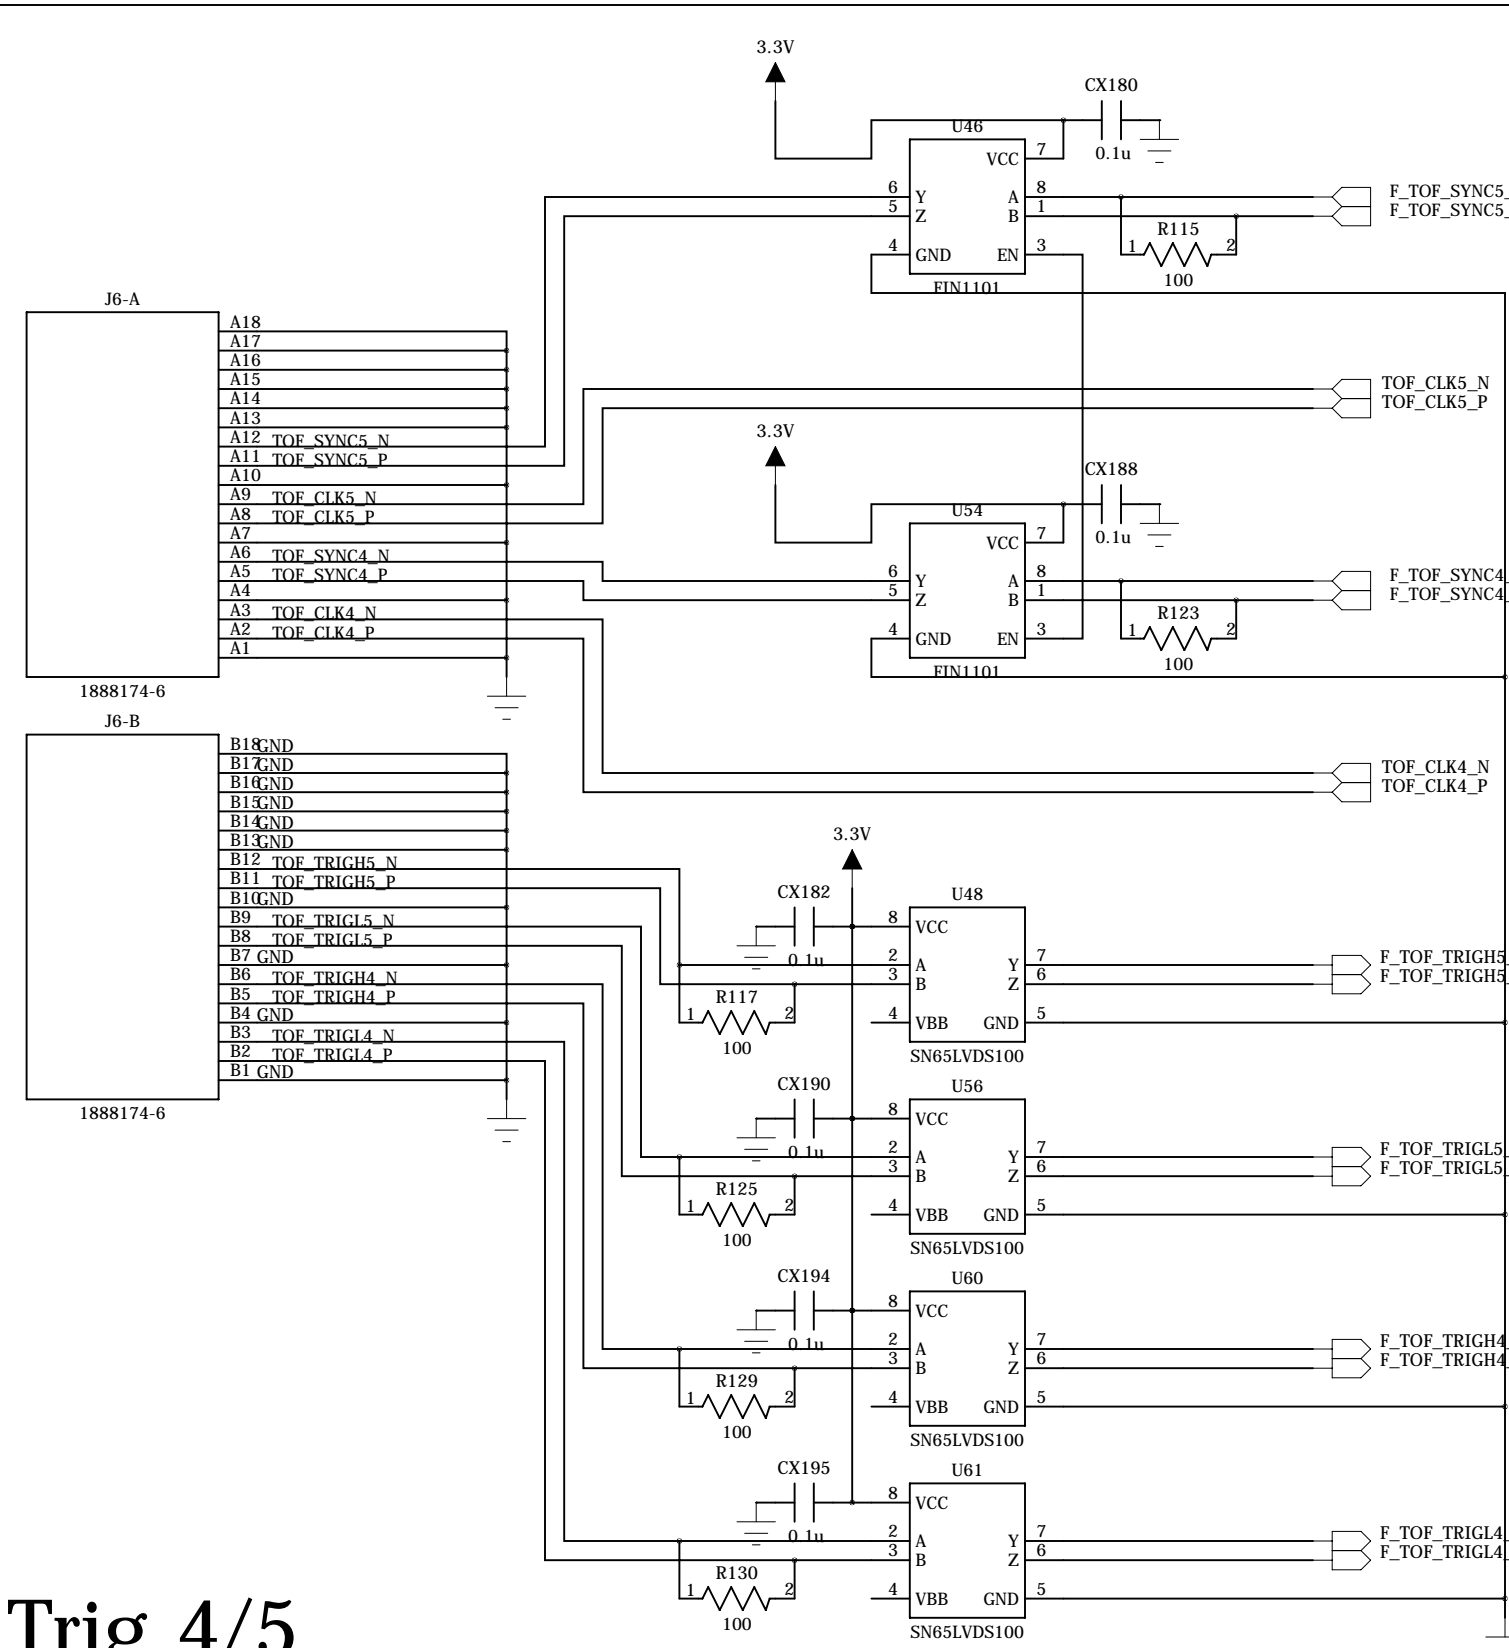 3.3V
CX180
0.1u
U46
VCC 7
6 Y A 8
5 Z B 1
4 GND EN 3
FIN1101
R115
1 2
100
F_TOF_SYNC5_
F_TOF_SYNC5_
J6-A
A18
A17
A16
A15
A14
A13
A12 TOF_SYNC5_N
A11 TOF_SYNC5_P
A10
A9 TOF_CLK5_N
A8 TOF_CLK5_P
A7
A6 TOF_SYNC4_N
A5 TOF_SYNC4_P
A4
A3 TOF_CLK4_N
A2 TOF_CLK4_P
A1
1888174-6
TOF_CLK5_N
TOF_CLK5_P
3.3V
CX188
0.1u
U54
VCC 7
6 Y A 8
5 Z B 1
4 GND EN 3
FIN1101
R123
1 2
100
F_TOF_SYNC4_
F_TOF_SYNC4_
J6-B
B18 GND
B17 GND
B16 GND
B15 GND
B14 GND
B13 GND
B12 TOF_TRIGH5_N
B11 TOF_TRIGH5_P
B10 GND
B9 TOF_TRIGL5_N
B8 TOF_TRIGL5_P
B7 GND
B6 TOF_TRIGH4_N
B5 TOF_TRIGH4_P
B4 GND
B3 TOF_TRIGL4_N
B2 TOF_TRIGL4_P
B1 GND
1888174-6
TOF_CLK4_N
TOF_CLK4_P
3.3V
CX182
0.1u
U48
8 VCC
2 A Y 7
3 B Z 6
4 VBB GND 5
SN65LVDS100
R117
1 2
100
F_TOF_TRIGH5
F_TOF_TRIGH5
CX190
0.1u
U56
8 VCC
2 A Y 7
3 B Z 6
4 VBB GND 5
SN65LVDS100
R125
1 2
100
F_TOF_TRIGL5_
F_TOF_TRIGL5_
CX194
0.1u
U60
8 VCC
2 A Y 7
3 B Z 6
4 VBB GND 5
SN65LVDS100
R129
1 2
100
F_TOF_TRIGH4
F_TOF_TRIGH4
CX195
0.1u
U61
8 VCC
2 A Y 7
3 B Z 6
4 VBB GND 5
SN65LVDS100
R130
1 2
100
F_TOF_TRIGL4_
F_TOF_TRIGL4_
Trig 4/5